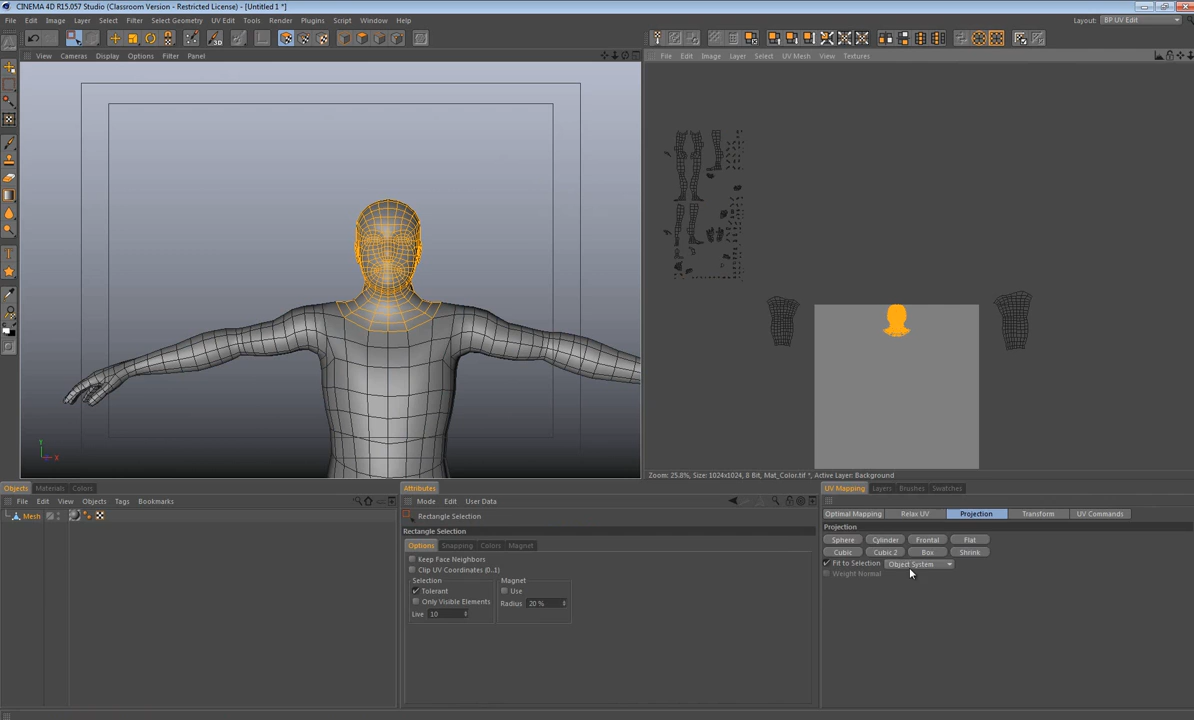 CINEMA 4D R15.057 Studio (Classroom Version - Restricted License) - [Untitled 1 *]
File Edit Image Layer Select Filter Select Geometry UV Edit Tools Render Plugins Script Window Help
Layout: BP UV Edit
View Cameras Display Options Filter Panel
File Edit Image Layer Select UV Mesh View Textures
Y
X
Zoom: 25.8%, Size: 1024x1024, 8 Bit, Mat_Color.tif *, Active Layer: Background
Objects Materials Colors
File Edit View Objects Tags Bookmarks
Mesh
Attributes
Mode Edit User Data
Rectangle Selection
Rectangle Selection
Options Snapping Colors Magnet
Keep Face Neighbors
Clip UV Coordinates (0..1)
Selection Magnet
Tolerant Use
Only Visible Elements Radius 20 %
Live 10
UV Mapping Layers Brushes Swatches
Optimal Mapping Relax UV Projection Transform UV Commands
Projection
Sphere Cylinder Frontal Flat
Cubic Cubic 2 Box Shrink
Fit to Selection Object System
Weight Normal